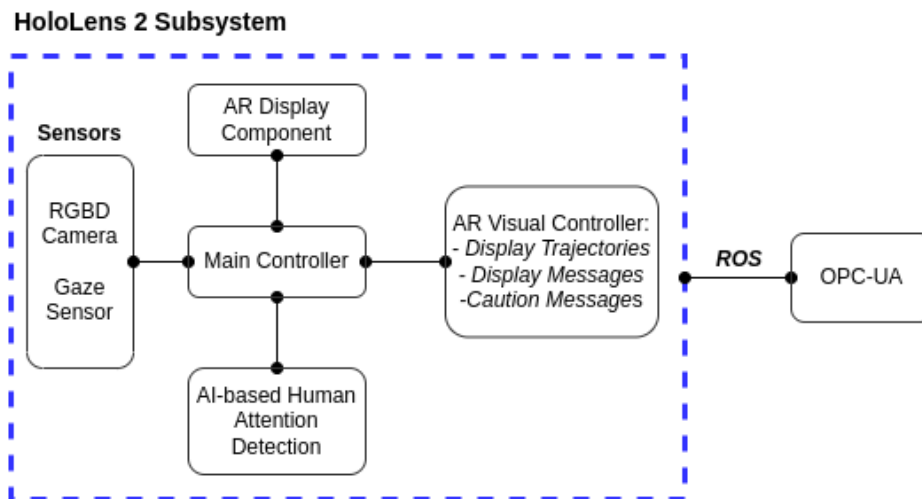 HoloLens 2 Subsystem
Sensors
RGBD
Camera
Gaze
Sensor
AR Display
Component
Main Controller
AI-based Human
Attention
Detection
AR Visual Controller:
- Display Trajectories
- Display Messages
-Caution Messages
ROS
OPC-UA